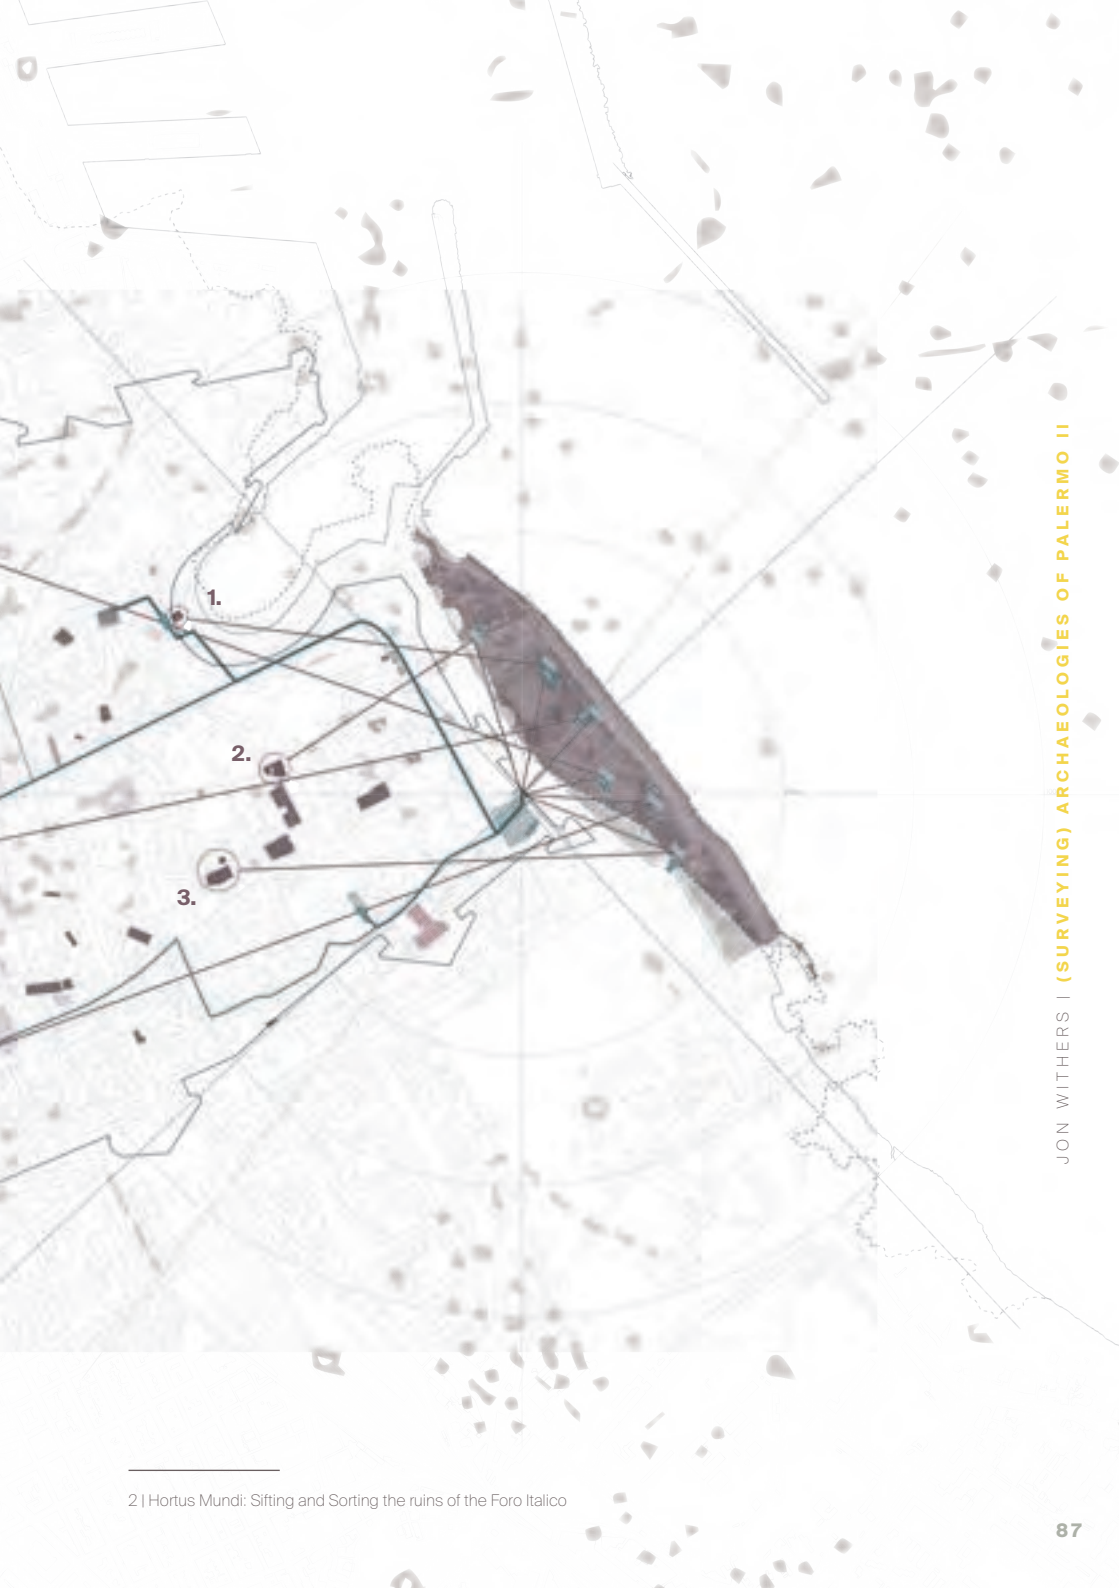 1.
2.
3.
JON WITHERS | (SURVEYING) ARCHAEOLOGIES OF PALERMO II
2 | Hortus Mundi: Sifting and Sorting the ruins of the Foro Italico
87